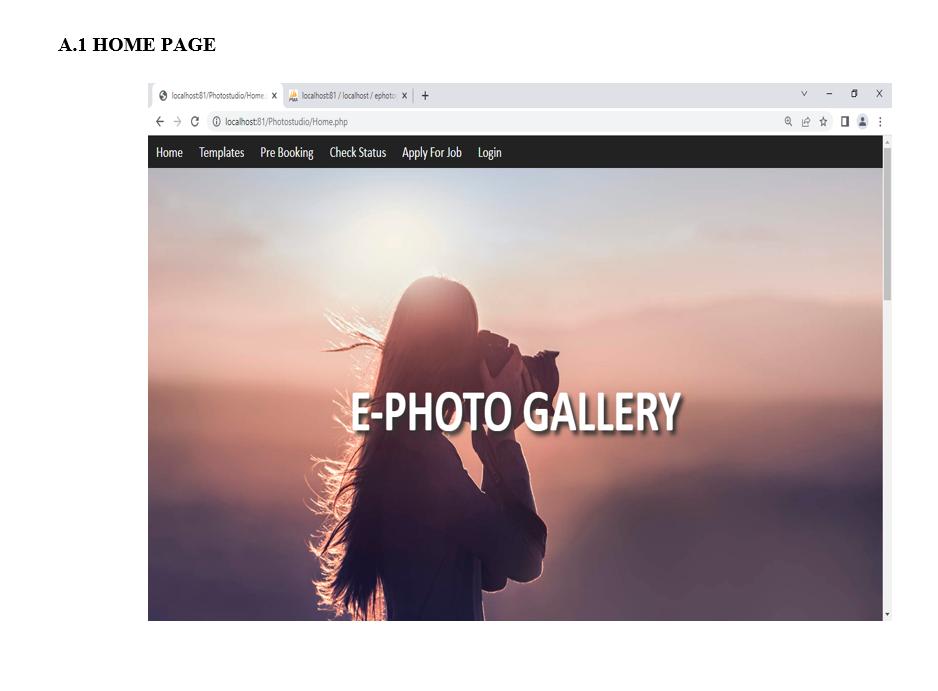 A.1 HOME PAGE
localhost:81/Photostudio/Home. localhost:81 / localhost / ephoto
localhost:81/Photostudio/Home.php
Home Templates Pre Booking Check Status Apply For Job Login
E-PHOTO GALLERY